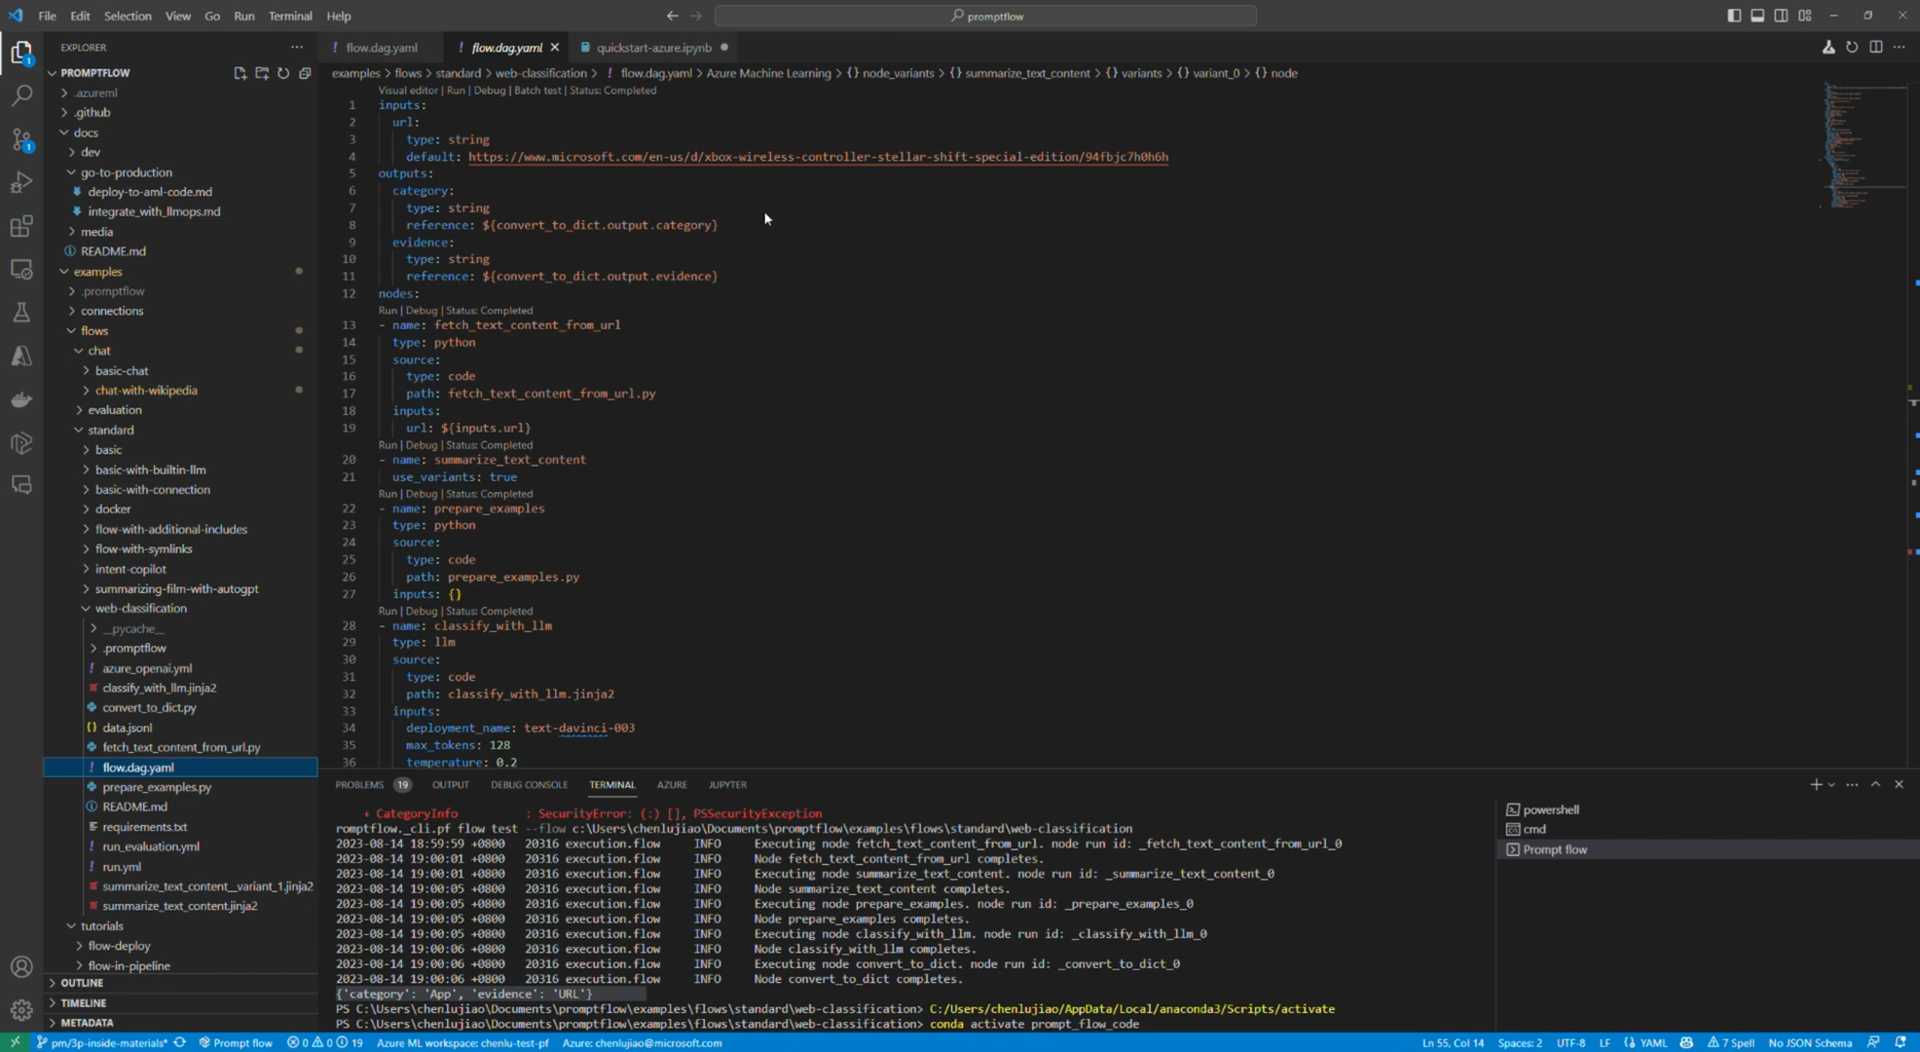 File Edit Selection View Go Run Terminal Help
promptflow
EXPLORER
PROMPTFLOW
.azureml
.github
docs
dev
go-to-production
deploy-to-aml-code.md
integrate_with_llmops.md
media
README.md
examples
.promptflow
connections
flows
chat
basic-chat
chat-with-wikipedia
evaluation
standard
basic
basic-with-builtin-llm
basic-with-connection
docker
flow-with-additional-includes
flow-with-symlinks
intent-copilot
summarizing-film-with-autogpt
web-classification
__pycache__
.promptflow
azure_openai.yml
classify_with_llm.jinja2
convert_to_dict.py
data.jsonl
fetch_text_content_from_url.py
flow.dag.yaml
prepare_examples.py
README.md
requirements.txt
run_evaluation.yml
run.yml
summarize_text_content__variant_1.jinja2
summarize_text_content.jinja2
tutorials
flow-deploy
flow-in-pipeline
OUTLINE
TIMELINE
METADATA
flow.dag.yaml flow.dag.yaml quickstart-azure.ipynb
examples > flows > standard > web-classification > ! flow.dag.yaml > Azure Machine Learning > {} node_variants > {} summarize_text_content > {} variants > {} variant_0 > {} node
Visual editor | Run | Debug | Batch test | Status: Completed
1 inputs:
2 url:
3 type: string
4 default: https://www.microsoft.com/en-us/d/xbox-wireless-controller-stellar-shift-special-edition/94fbjc7h0h6h
5 outputs:
6 category:
7 type: string
8 reference: ${convert_to_dict.output.category}
9 evidence:
10 type: string
11 reference: ${convert_to_dict.output.evidence}
12 nodes:
Run | Debug | Status: Completed
13 - name: fetch_text_content_from_url
14 type: python
15 source:
16 type: code
17 path: fetch_text_content_from_url.py
18 inputs:
19 url: ${inputs.url}
Run | Debug | Status: Completed
20 - name: summarize_text_content
21 use_variants: true
Run | Debug | Status: Completed
22 - name: prepare_examples
23 type: python
24 source:
25 type: code
26 path: prepare_examples.py
27 inputs: {}
Run | Debug | Status: Completed
28 - name: classify_with_llm
29 type: llm
30 source:
31 type: code
32 path: classify_with_llm.jinja2
33 inputs:
34 deployment_name: text-davinci-003
35 max_tokens: 128
36 temperature: 0.2
PROBLEMS 19 OUTPUT DEBUG CONSOLE TERMINAL AZURE JUPYTER
+ CategoryInfo : SecurityError: (:) [], PSSecurityException
romptflow._cli.pf flow test --flow c:\Users\chenlujiao\Documents\promptflow\examples\flows\standard\web-classification
2023-08-14 18:59:59 +0800 20316 execution.flow INFO Executing node fetch_text_content_from_url. node run id: _fetch_text_content_from_url_0
2023-08-14 19:00:01 +0800 20316 execution.flow INFO Node fetch_text_content_from_url completes.
2023-08-14 19:00:01 +0800 20316 execution.flow INFO Executing node summarize_text_content. node run id: _summarize_text_content_0
2023-08-14 19:00:05 +0800 20316 execution.flow INFO Node summarize_text_content completes.
2023-08-14 19:00:05 +0800 20316 execution.flow INFO Executing node prepare_examples. node run id: _prepare_examples_0
2023-08-14 19:00:05 +0800 20316 execution.flow INFO Node prepare_examples completes.
2023-08-14 19:00:05 +0800 20316 execution.flow INFO Executing node classify_with_llm. node run id: _classify_with_llm_0
2023-08-14 19:00:06 +0800 20316 execution.flow INFO Node classify_with_llm completes.
2023-08-14 19:00:06 +0800 20316 execution.flow INFO Executing node convert_to_dict. node run id: _convert_to_dict_0
2023-08-14 19:00:06 +0800 20316 execution.flow INFO Node convert_to_dict completes.
{'category': 'App', 'evidence': 'URL'}
PS C:\Users\chenlujiao\Documents\promptflow\examples\flows\standard\web-classification> C:/Users/chenlujiao/AppData/Local/anaconda3/Scripts/activate
PS C:\Users\chenlujiao\Documents\promptflow\examples\flows\standard\web-classification> conda activate prompt_flow_code
powershell
cmd
Prompt flow
pm/3p-inside-materials* Prompt flow 0 0 19 Azure ML workspace: chenlu-test-pf Azure: chenlujiao@microsoft.com Ln 55, Col 14 Spaces: 2 UTF-8 LF YAML 7 Spell No JSON Schema